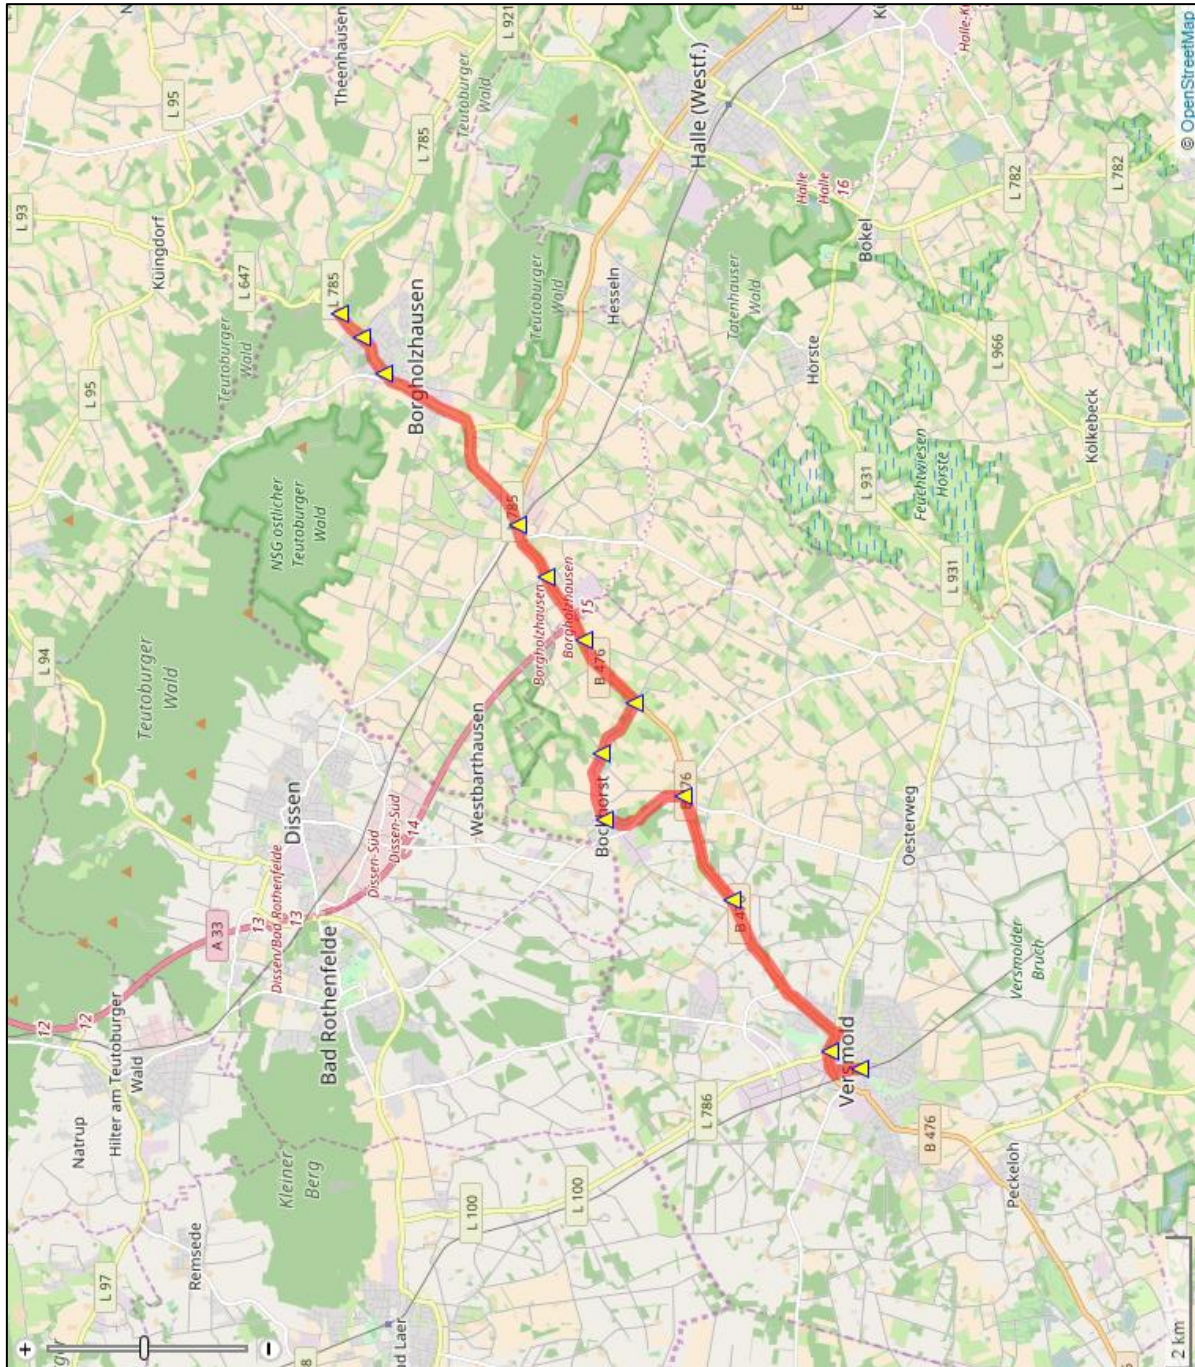 +
−
L 97
Remsede
Natrup
Hilter am Teutoburger
Wald
12
12
L 94
L 95
L 93
Küingdorf
L 95
Theenhausen
L 921
Kleiner
Berg
A 33
13
13
Dissen/Bad Rothenfelde
Teutoburger
Wald
Teutoburger
Wald
L 647
NSG östlicher
Teutoburger
Wald
L 785
L 785
Bad Rothenfelde
Dissen
Dissen-Süd
Dissen-Süd
14
Borgholzhausen
Teutoburger
Wald
L 100
L 100
Westbarthausen
Borgholzhausen
Borgholzhausen
15
785
Teutoburger
Wald
Bockhorst
B 476
Hesseln
L 786
Halle (Westf.)
Tatenhauser
Wald
Halle
Halle
16
Versmold
Hörste
Bokel
L 931
Oesterweg
Feuchtwiesen
Hörste
L 931
L 966
L 782
L 782
B 476
Peckeloh
Versmolder
Bruch
Kölkebeck
2 km
© OpenStreetMap